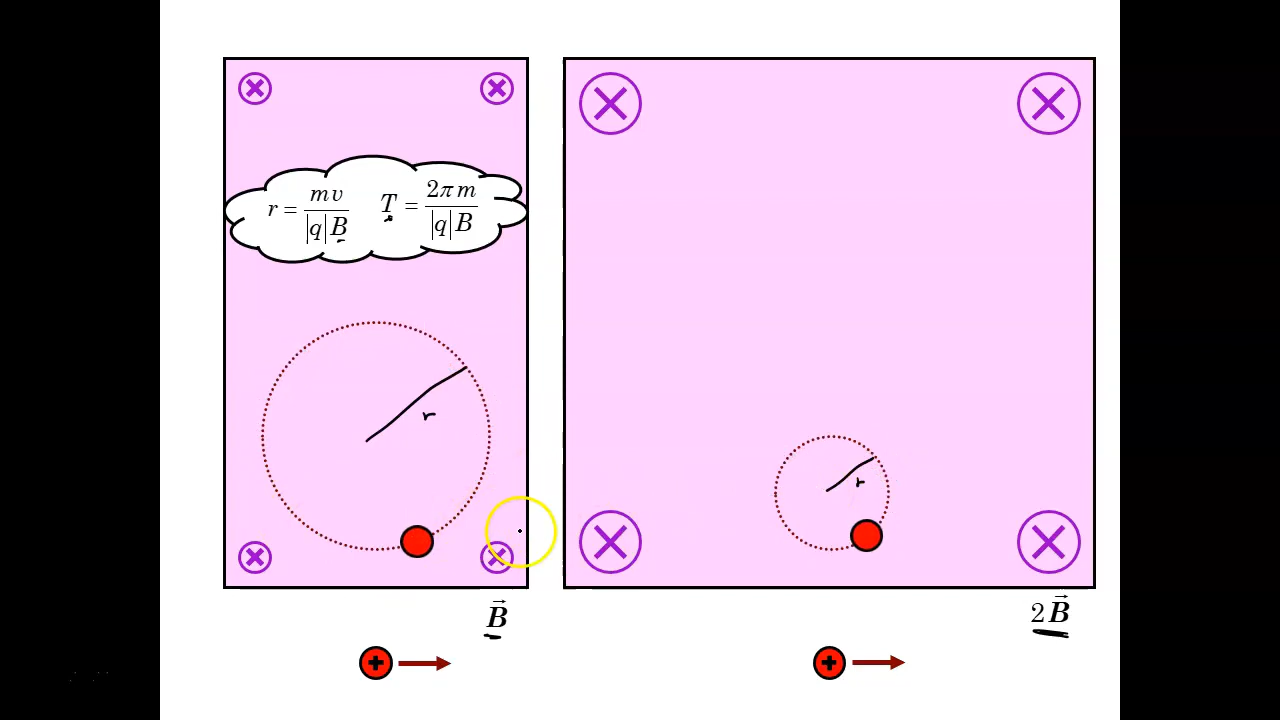 r = mv / |q|B    T = 2πm / |q|B
r
r
B⃗
2B⃗
+
+